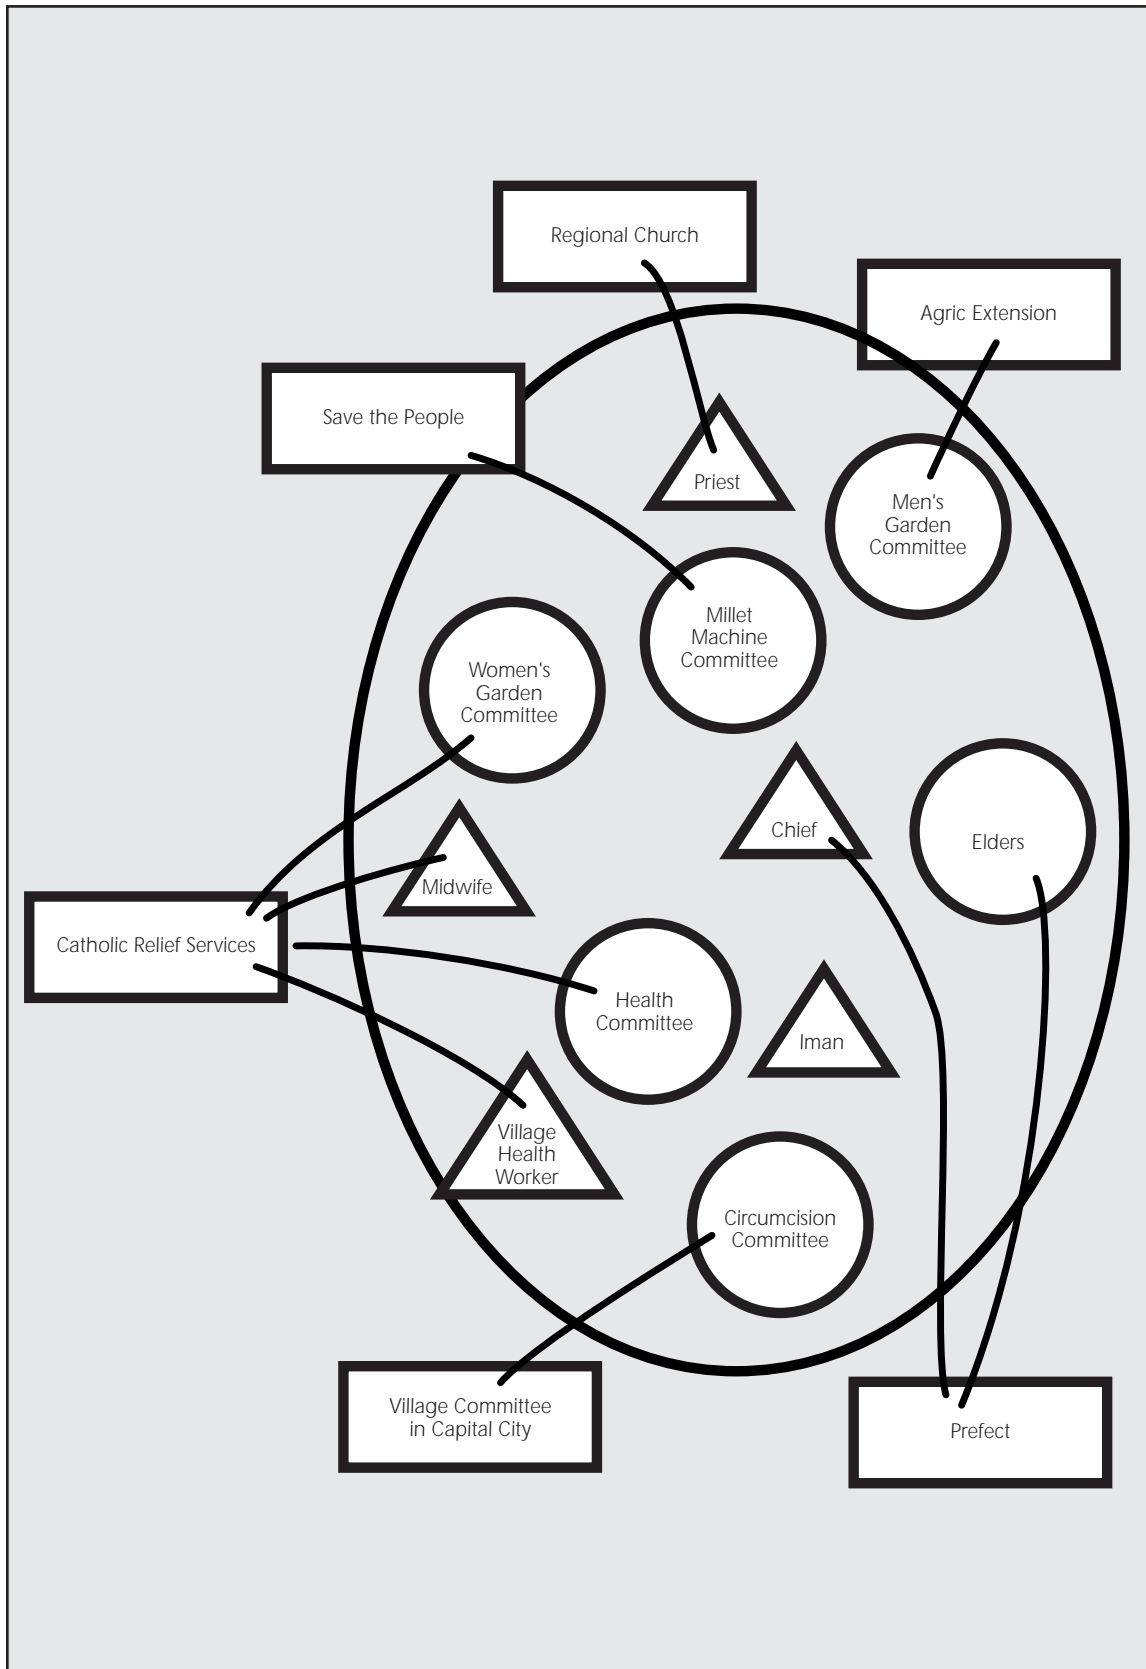 Regional Church
Agric Extension
Save the People
Priest
Men's
Garden
Committee
Millet
Machine
Committee
Women's
Garden
Committee
Chief
Elders
Midwife
Catholic Relief Services
Health
Committee
Iman
Village
Health
Worker
Circumcision
Committee
Village Committee
in Capital City
Prefect